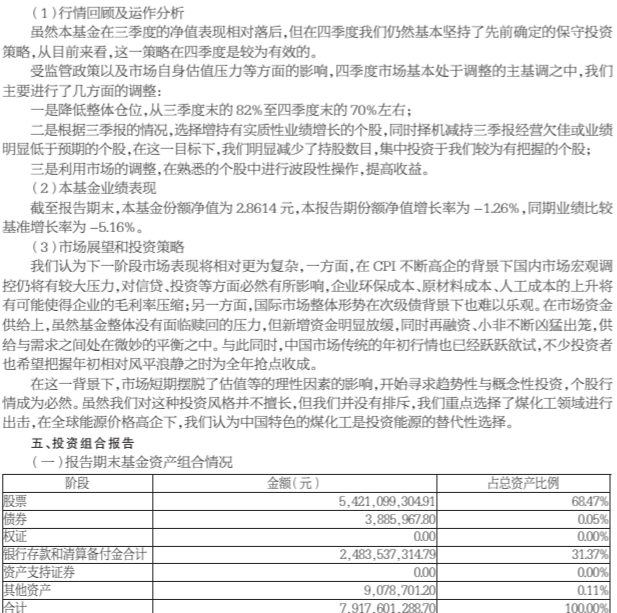 （1）行情回顾及运作分析
虽然本基金在三季度的净值表现相对落后，但在四季度我们仍然基本坚持了先前确定的保守投资
策略，从目前来看，这一策略在四季度是较为有效的。
受监管政策以及市场自身估值压力等方面的影响，四季度市场基本处于调整的主基调之中，我们
主要进行了几方面的调整：
一是降低整体仓位，从三季度末的 82%至四季度末的 70%左右；
二是根据三季报的情况，选择增持有实质性业绩增长的个股，同时择机减持三季报经营欠佳或业绩
明显低于预期的个股，在这一目标下，我们明显减少了持股数目，集中投资于我们较为有把握的个股；
三是利用市场的调整，在熟悉的个股中进行波段性操作，提高收益。
（2）本基金业绩表现
截至报告期末，本基金份额净值为 2.8614 元，本报告期份额净值增长率为 -1.26%，同期业绩比较
基准增长率为 -5.16%。
（3）市场展望和投资策略
我们认为下一阶段市场表现将相对更为复杂，一方面，在 CPI 不断高企的背景下国内市场宏观调
控仍将有较大压力，对信贷、投资等方面必然有所影响，企业环保成本、原材料成本、人工成本的上升将
有可能使得企业的毛利率压缩；另一方面，国际市场整体形势在次级债背景下也难以乐观。在市场资金
供给上，虽然基金整体没有面临赎回的压力，但新增资金明显放缓，同时再融资、小非不断凶猛出笼，供
给与需求之间处在微妙的平衡之中。与此同时，中国市场传统的年初行情也已经跃跃欲试，不少投资者
也希望把握年初相对风平浪静之时为全年抢点收成。
在这一背景下，市场短期摆脱了估值等的理性因素的影响，开始寻求趋势性与概念性投资，个股行
情成为必然。虽然我们对这种投资风格并不擅长，但我们并没有排斥，我们重点选择了煤化工领域进行
出击，在全球能源价格高企下，我们认为中国特色的煤化工是投资能源的替代性选择。
五、投资组合报告
（一）报告期末基金资产组合情况
阶段 金额（元） 占总资产比例
股票 5,421,099,304.91 68.47%
债券 3,885,967.80 0.05%
权证 0.00 0.00%
银行存款和清算备付金合计 2,483,537,314.79 31.37%
资产支持证券 0.00 0.00%
其他资产 9,078,701.20 0.11%
合计 7,917,601,288.70 100.00%